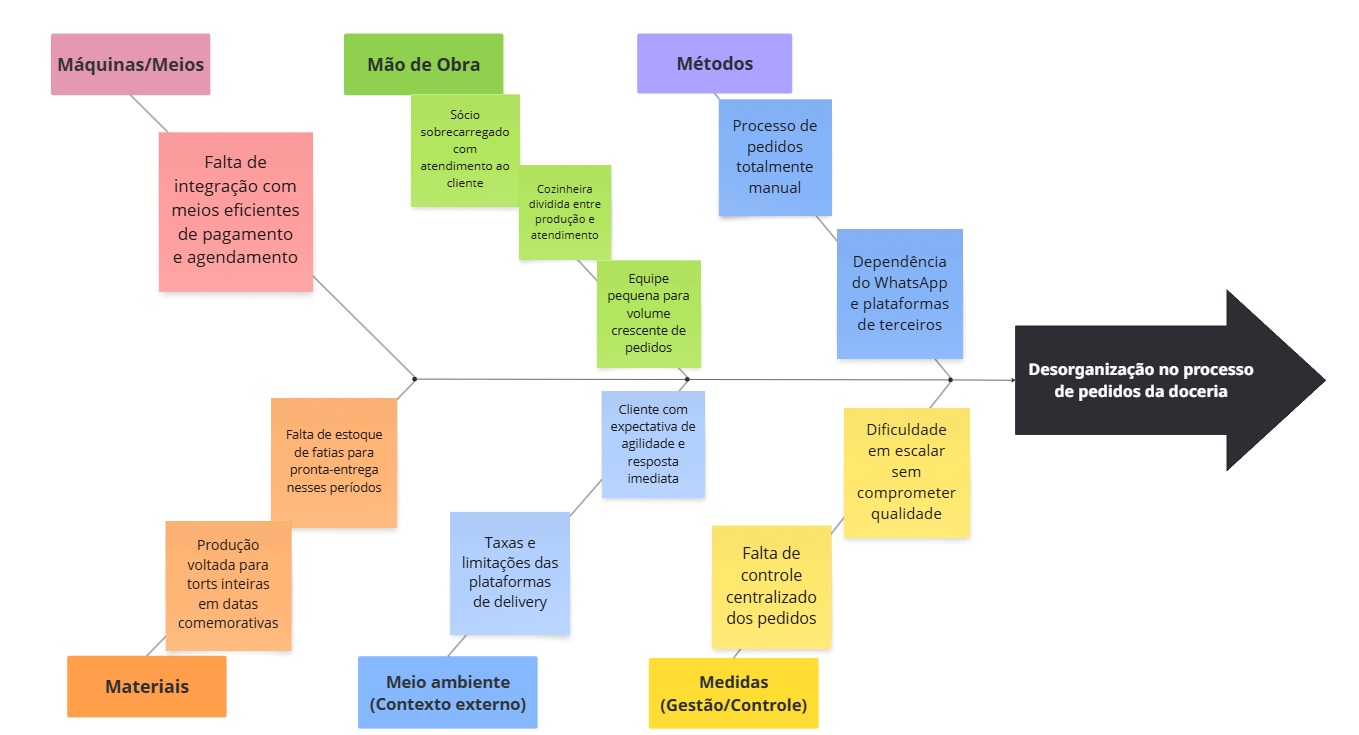 Máquinas/Meios
Falta de
integração com
meios eficientes
de pagamento
e agendamento
Mão de Obra
Sócio
sobrecarregado
com
atendimento ao
cliente
Cozinheira
dividida entre
produção e
atendimento
Equipe
pequena para
volume
crescente de
pedidos
Métodos
Processo de
pedidos
totalmente
manual
Dependência
do WhatsApp
e plataformas
de terceiros
Desorganização no processo
de pedidos da doceria
Falta de estoque
de fatias para
pronta-entrega
nesses períodos
Produção
voltada para
torts inteiras
em datas
comemorativas
Materiais
Cliente com
expectativa de
agilidade e
resposta
imediata
Taxas e
limitações das
plataformas
de delivery
Meio ambiente
(Contexto externo)
Dificuldade
em escalar
sem
comprometer
qualidade
Falta de
controle
centralizado
dos pedidos
Medidas
(Gestão/Controle)